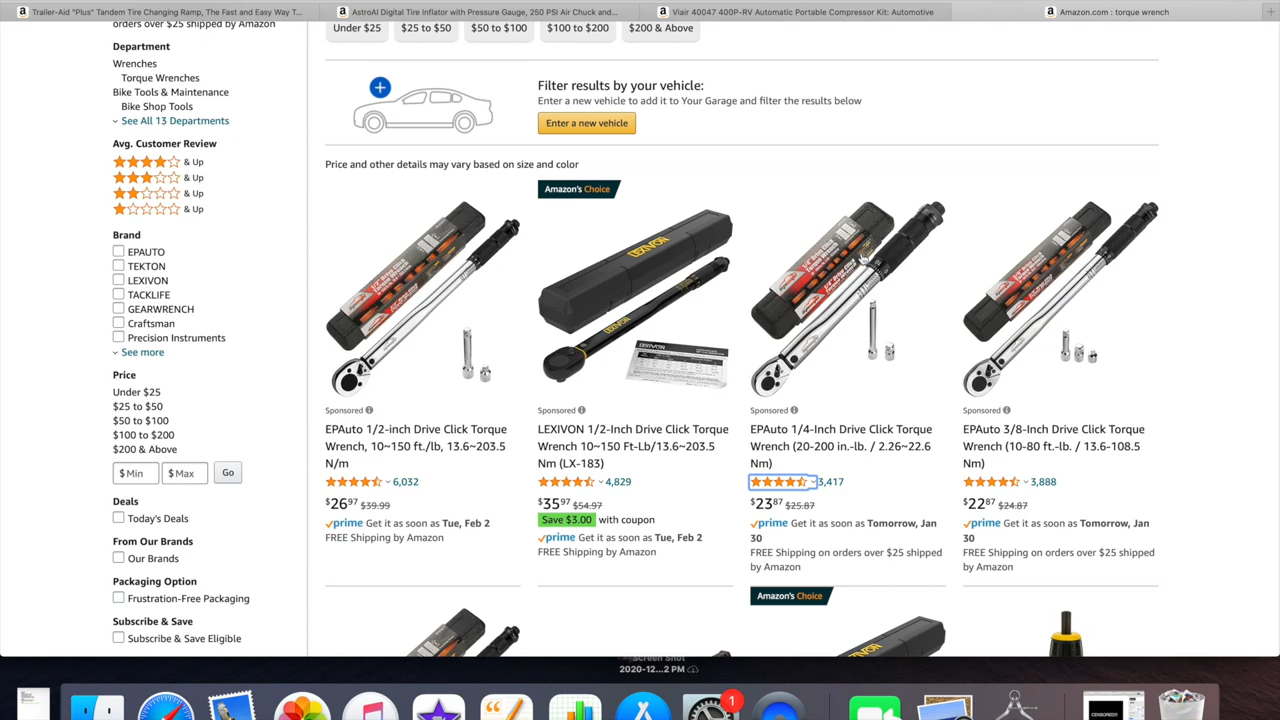 Trailer-Aid "Plus" Tandem Tire Changing Ramp, The Fast and Easy Way T...
AstroAI Digital Tire Inflator with Pressure Gauge, 250 PSI Air Chuck and...
Viair 40047 400P-RV Automatic Portable Compressor Kit: Automotive
Amazon.com : torque wrench
orders over $25 shipped by Amazon
Department
Wrenches
Torque Wrenches
Bike Tools & Maintenance
Bike Shop Tools
See All 13 Departments
Avg. Customer Review
& Up
& Up
& Up
& Up
Brand
EPAUTO
TEKTON
LEXIVON
TACKLIFE
GEARWRENCH
Craftsman
Precision Instruments
See more
Price
Under $25
$25 to $50
$50 to $100
$100 to $200
$200 & Above
$ Min
$ Max
Go
Deals
Today's Deals
From Our Brands
Our Brands
Packaging Option
Frustration-Free Packaging
Subscribe & Save
Subscribe & Save Eligible
Under $25
$25 to $50
$50 to $100
$100 to $200
$200 & Above
Filter results by your vehicle:
Enter a new vehicle to add it to Your Garage and filter the results below
Enter a new vehicle
Price and other details may vary based on size and color
Sponsored
EPAuto 1/2-inch Drive Click Torque
Wrench, 10~150 ft./lb, 13.6~203.5
N/m
6,032
$2697 $39.99
prime Get it as soon as Tue, Feb 2
FREE Shipping by Amazon
Amazon's Choice
LEXIVON
LEXIVON
Sponsored
LEXIVON 1/2-Inch Drive Click Torque
Wrench 10~150 Ft-Lb/13.6~203.5
Nm (LX-183)
4,829
$3597 $54.97
Save $3.00 with coupon
prime Get it as soon as Tue, Feb 2
FREE Shipping by Amazon
Sponsored
EPAuto 1/4-Inch Drive Click Torque
Wrench (20-200 in.-lb. / 2.26~22.6
Nm)
3,417
$2387 $25.87
prime Get it as soon as Tomorrow, Jan
30
FREE Shipping on orders over $25 shipped
by Amazon
Sponsored
EPAuto 3/8-Inch Drive Click Torque
Wrench (10-80 ft.-lb. / 13.6-108.5
Nm)
3,888
$2287 $24.87
prime Get it as soon as Tomorrow, Jan
30
FREE Shipping on orders over $25 shipped
by Amazon
Amazon's Choice
Screen Shot
2020-12...2 PM
1
CENSORED!!